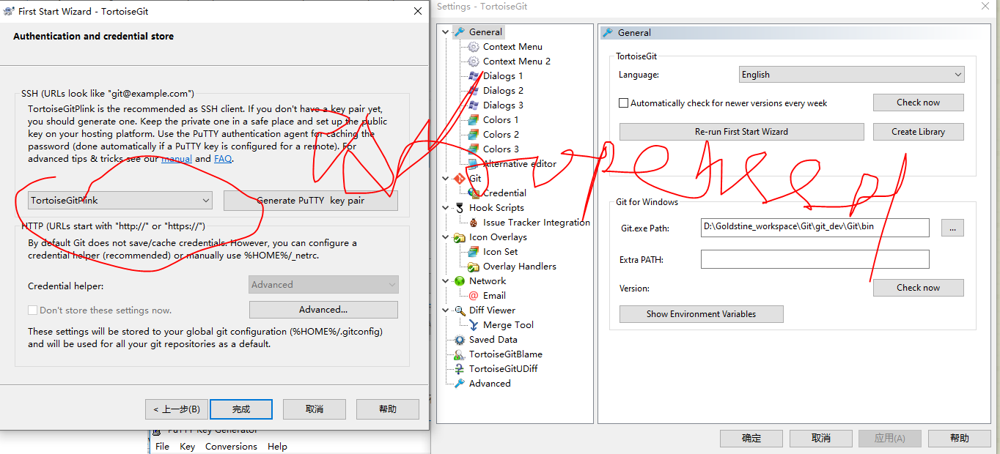 First Start Wizard - TortoiseGit
Authentication and credential store
SSH (URLs look like "git@example.com")
TortoiseGitPlink is the recommended as SSH client. If you don't have a key pair yet,
you should generate one. Keep the private one in a safe place and set up the public
key on your hosting platform. Use the PuTTY authentication agent for caching the
password (done automatically if a PuTTY key is configured for a remote). For
advanced tips & tricks see our manual and FAQ.
TortoiseGitPlink
Generate PuTTY key pair
HTTP (URLs start with "http://" or "https://")
By default Git does not save/cache credentials. However, you can configure a
credential helper (recommended) or manually use %HOME%/_netrc.
Credential helper:
Advanced
Don't store these settings now.
Advanced...
These settings will be stored to your global git configuration (%HOME%/.gitconfig)
and will be used for all your git repositories as a default.
< 上一步(B)
完成
取消
帮助
PuTTY Key Generator
File Key Conversions Help
Settings - TortoiseGit
General
Context Menu
Context Menu 2
Dialogs 1
Dialogs 2
Dialogs 3
Colors 1
Colors 2
Colors 3
Alternative editor
Git
Credential
Hook Scripts
Issue Tracker Integration
Icon Overlays
Icon Set
Overlay Handlers
Network
Email
Diff Viewer
Merge Tool
Saved Data
TortoiseGitBlame
TortoiseGitUDiff
Advanced
General
TortoiseGit
Language:
English
Automatically check for newer versions every week
Check now
Re-run First Start Wizard
Create Library
Git for Windows
Git.exe Path:
D:\Goldstine_workspace\Git\git_dev\Git\bin
...
Extra PATH:
Version:
Check now
Show Environment Variables
确定
取消
应用(A)
帮助